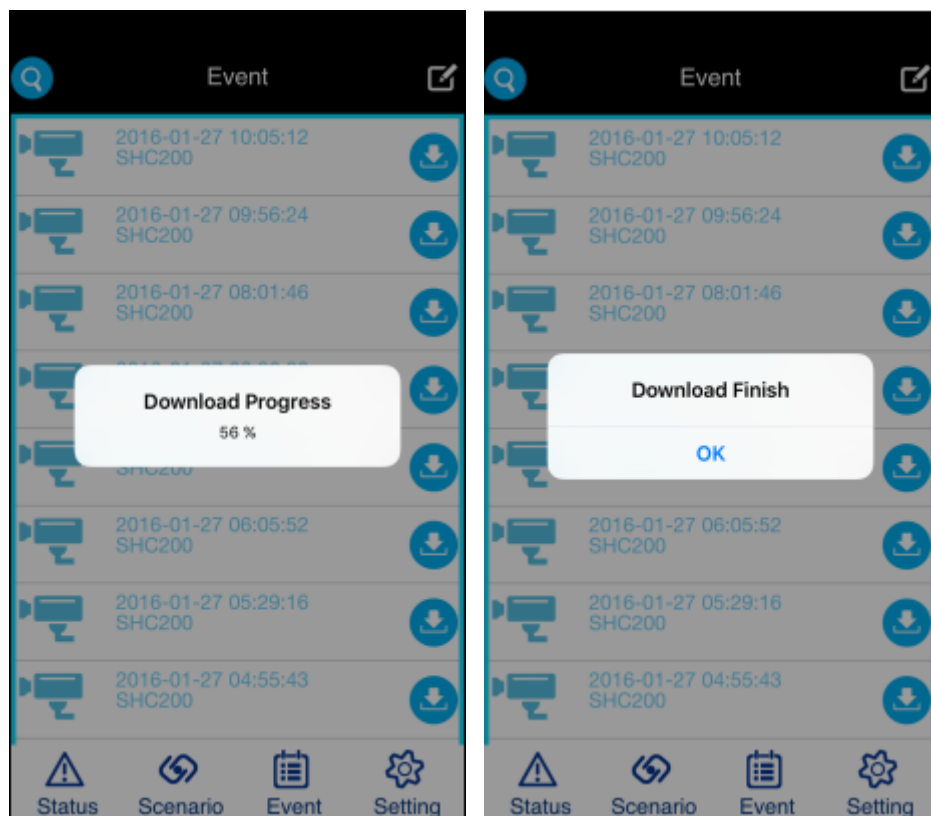 Event
2016-01-27 10:05:12
SHC200
2016-01-27 09:56:24
SHC200
2016-01-27 08:01:46
SHC200
Download Progress
56 %
SHC200
2016-01-27 06:05:52
SHC200
2016-01-27 05:29:16
SHC200
2016-01-27 04:55:43
SHC200
Status
Scenario
Event
Setting
Event
2016-01-27 10:05:12
SHC200
2016-01-27 09:56:24
SHC200
2016-01-27 08:01:46
SHC200
Download Finish
OK
2016-01-27 06:05:52
SHC200
2016-01-27 05:29:16
SHC200
2016-01-27 04:55:43
SHC200
Status
Scenario
Event
Setting